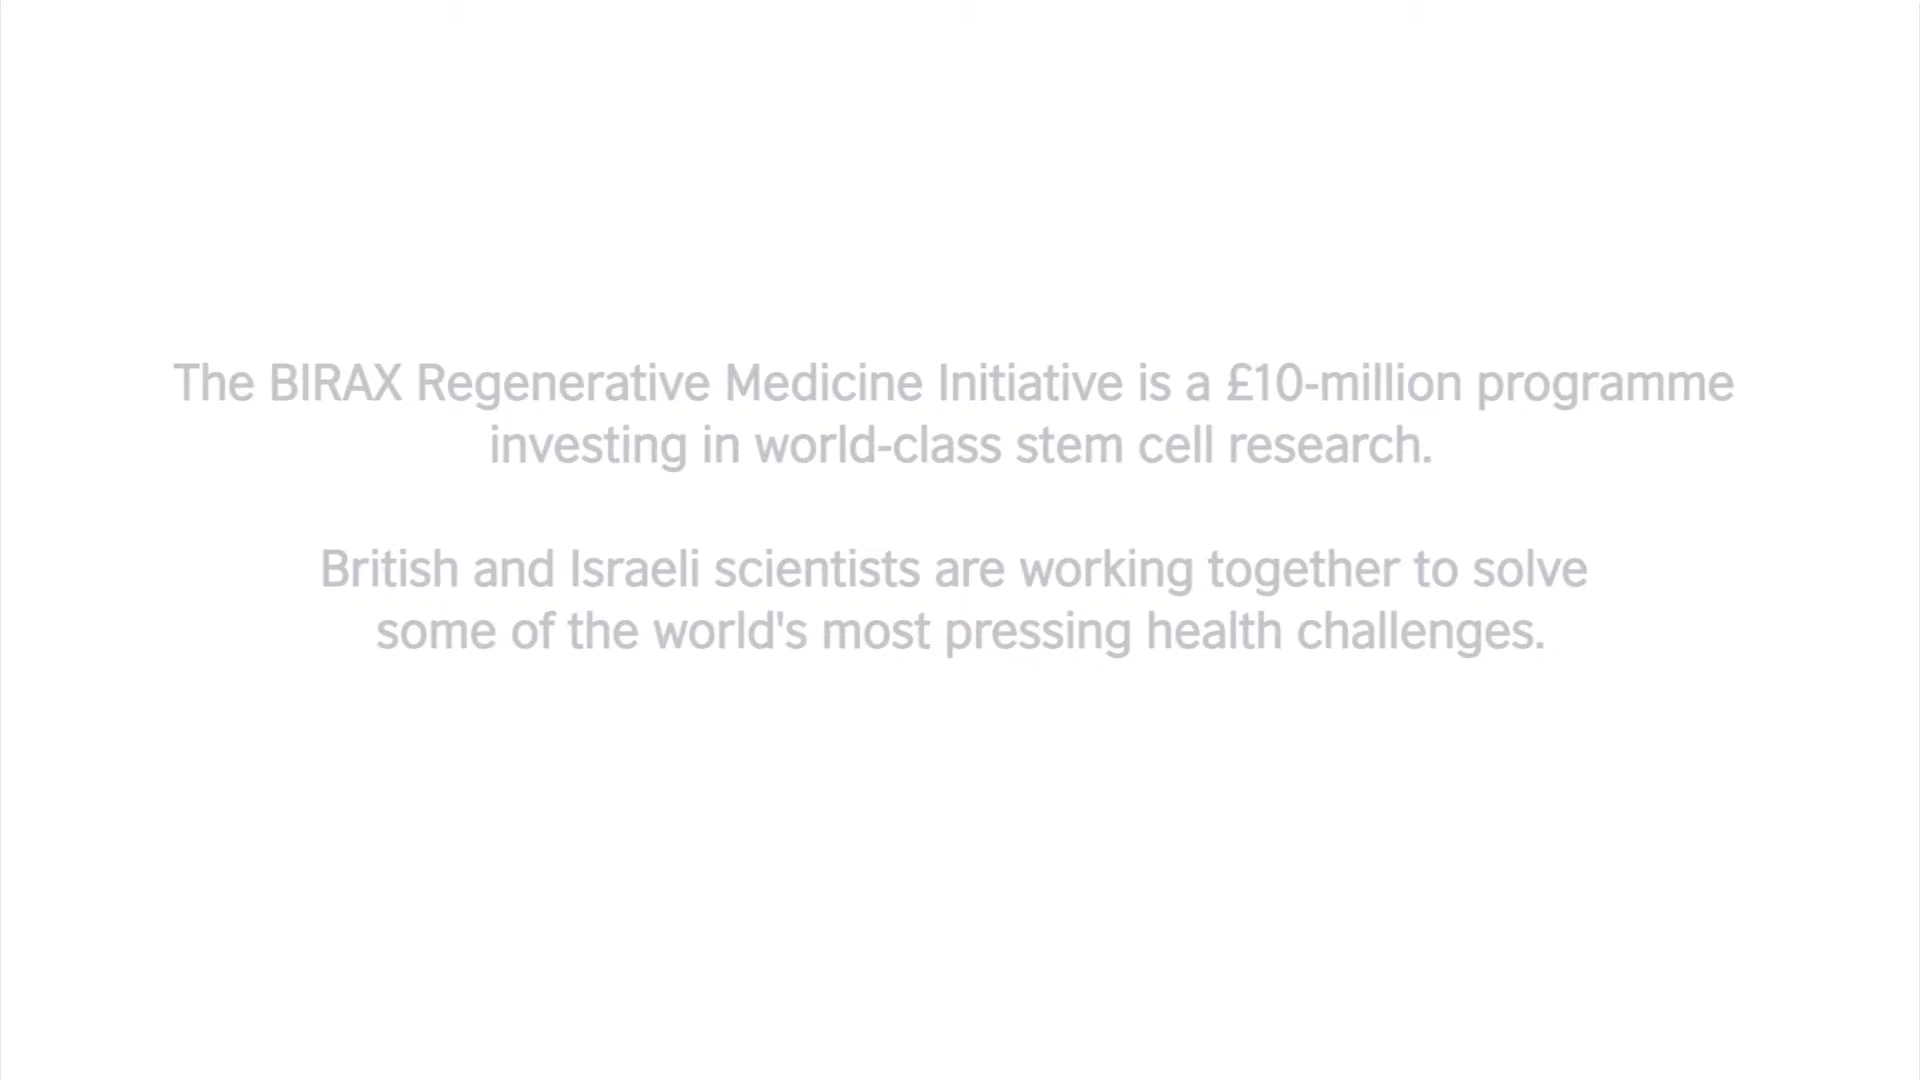 The BIRAX Regenerative Medicine Initiative is a £10-million programme
investing in world-class stem cell research.
British and Israeli scientists are working together to solve
some of the world's most pressing health challenges.